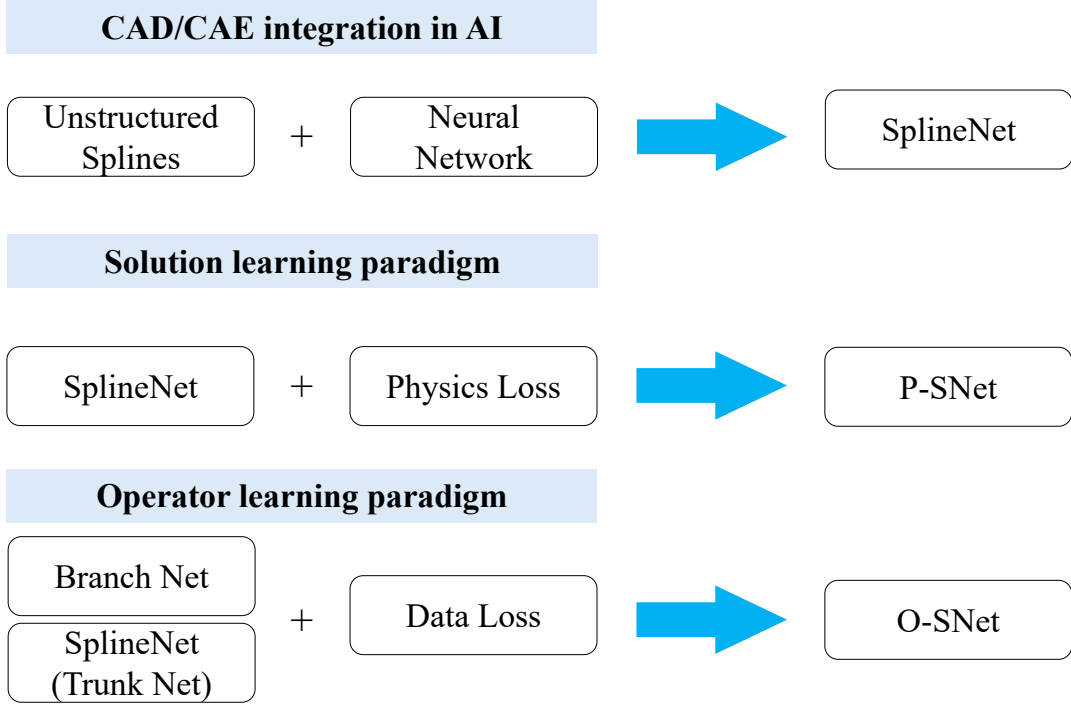 CAD/CAE integration in AI
Unstructured
Splines
+
Neural
Network
SplineNet
Solution learning paradigm
SplineNet
+
Physics Loss
P-SNet
Operator learning paradigm
Branch Net
SplineNet
(Trunk Net)
+
Data Loss
O-SNet